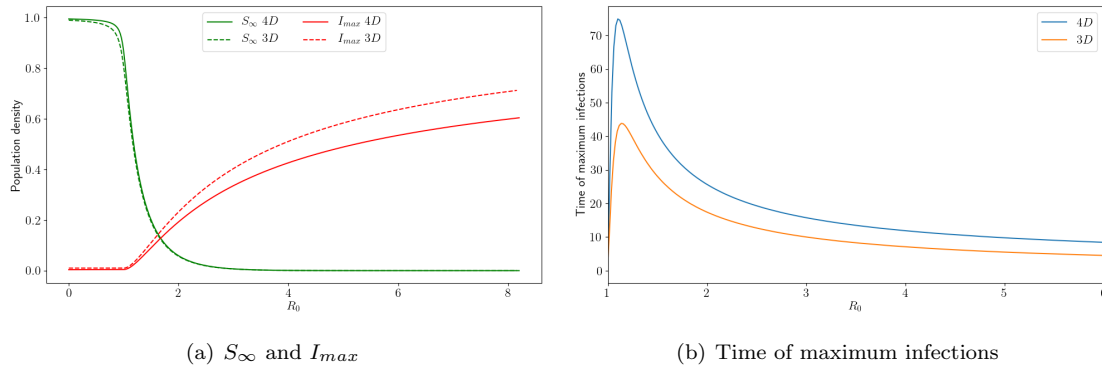 S∞ 4D
S∞ 3D
Imax 4D
Imax 3D
Population density
1.0
0.8
0.6
0.4
0.2
0.0
0
2
4
6
8
R0
(a) S∞ and Imax
4D
3D
Time of maximum infections
70
60
50
40
30
20
10
0
1
2
3
4
5
6
R0
(b) Time of maximum infections